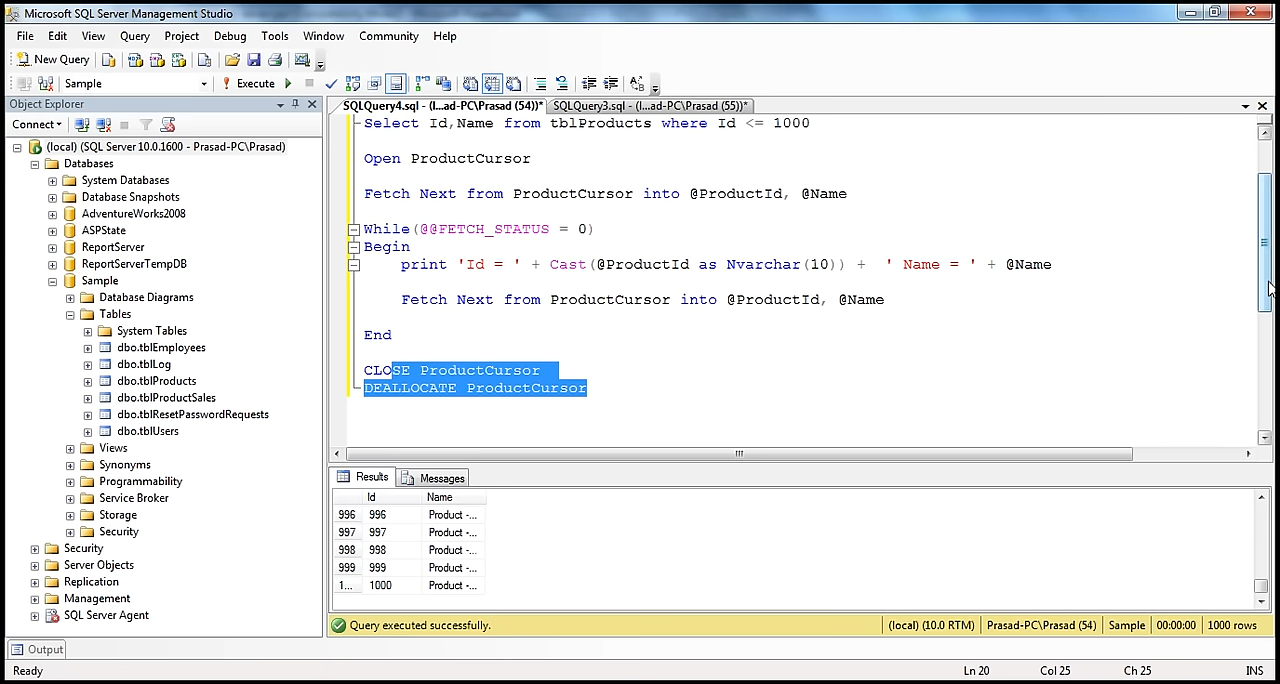 Microsoft SQL Server Management Studio
File Edit View Query Project Debug Tools Window Community Help
New Query
Sample Execute
Object Explorer
Connect
(local) (SQL Server 10.0.1600 - Prasad-PC\Prasad)
Databases
System Databases
Database Snapshots
AdventureWorks2008
ASPState
ReportServer
ReportServerTempDB
Sample
Database Diagrams
Tables
System Tables
dbo.tblEmployees
dbo.tblLog
dbo.tblProducts
dbo.tblProductSales
dbo.tblResetPasswordRequests
dbo.tblUsers
Views
Synonyms
Programmability
Service Broker
Storage
Security
Security
Server Objects
Replication
Management
SQL Server Agent
SQLQuery4.sql - (l...ad-PC\Prasad (54))* SQLQuery3.sql - (l...ad-PC\Prasad (55))*
Select Id,Name from tblProducts where Id <= 1000
Open ProductCursor
Fetch Next from ProductCursor into @ProductId, @Name
While(@@FETCH_STATUS = 0)
Begin
print 'Id = ' + Cast(@ProductId as Nvarchar(10)) + ' Name = ' + @Name
Fetch Next from ProductCursor into @ProductId, @Name
End
CLOSE ProductCursor
DEALLOCATE ProductCursor
Results Messages
Id Name
996 996 Product -...
997 997 Product -...
998 998 Product -...
999 999 Product -...
1... 1000 Product -...
Query executed successfully. (local) (10.0 RTM) Prasad-PC\Prasad (54) Sample 00:00:00 1000 rows
Output
Ready Ln 20 Col 25 Ch 25 INS